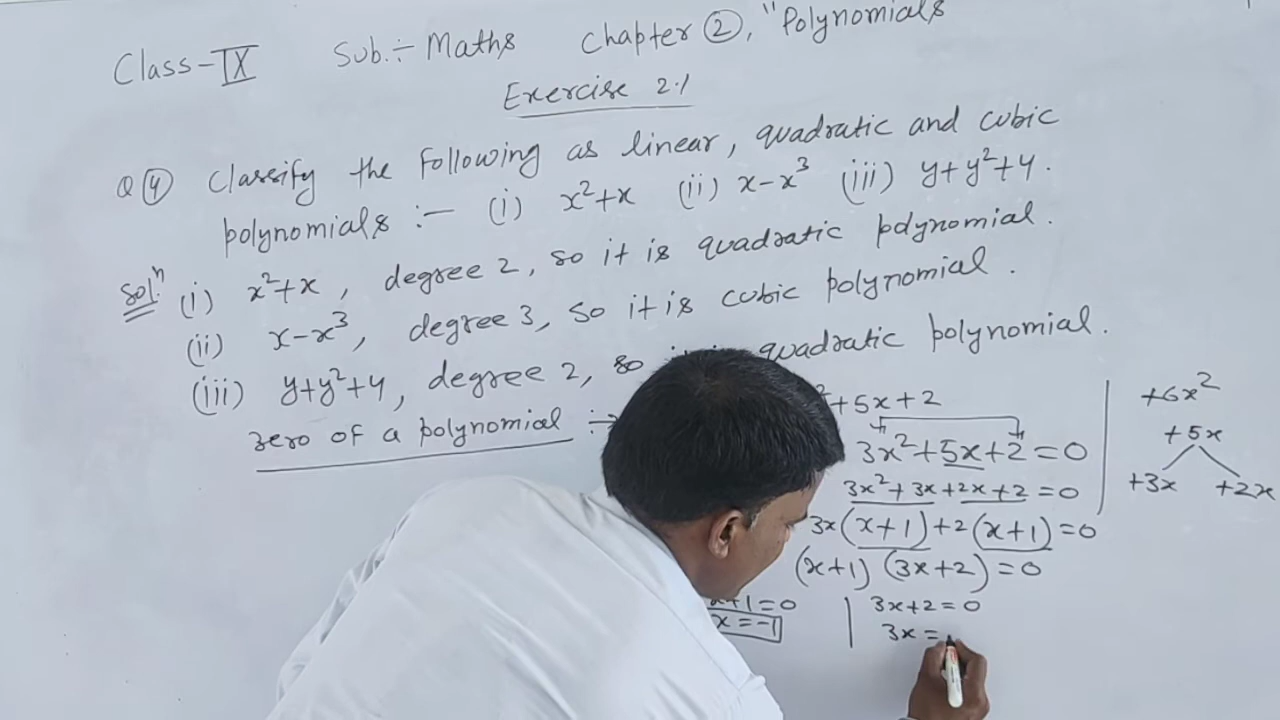 Class-IX Sub.÷ Maths Chapter ②, "Polynomials
Exercise 2.1
Q④ Classify the following as linear, quadratic and cubic
polynomials :- (i) x²+x (ii) x-x³ (iii) y+y²+4.
Solⁿ (i) x²+x, degree 2, so it is quadratic polynomial.
(ii) x-x³, degree 3, so it is cubic polynomial.
(iii) y+y²+4, degree 2, so quadratic polynomial.
zero of a polynomial :→
+5x+2
3x²+5x+2=0
3x²+3x+2x+2=0
3x(x+1)+2(x+1)=0
(x+1)(3x+2)=0
x+1=0
x=-1
3x+2=0
3x=
+6x²
+5x
+3x +2x